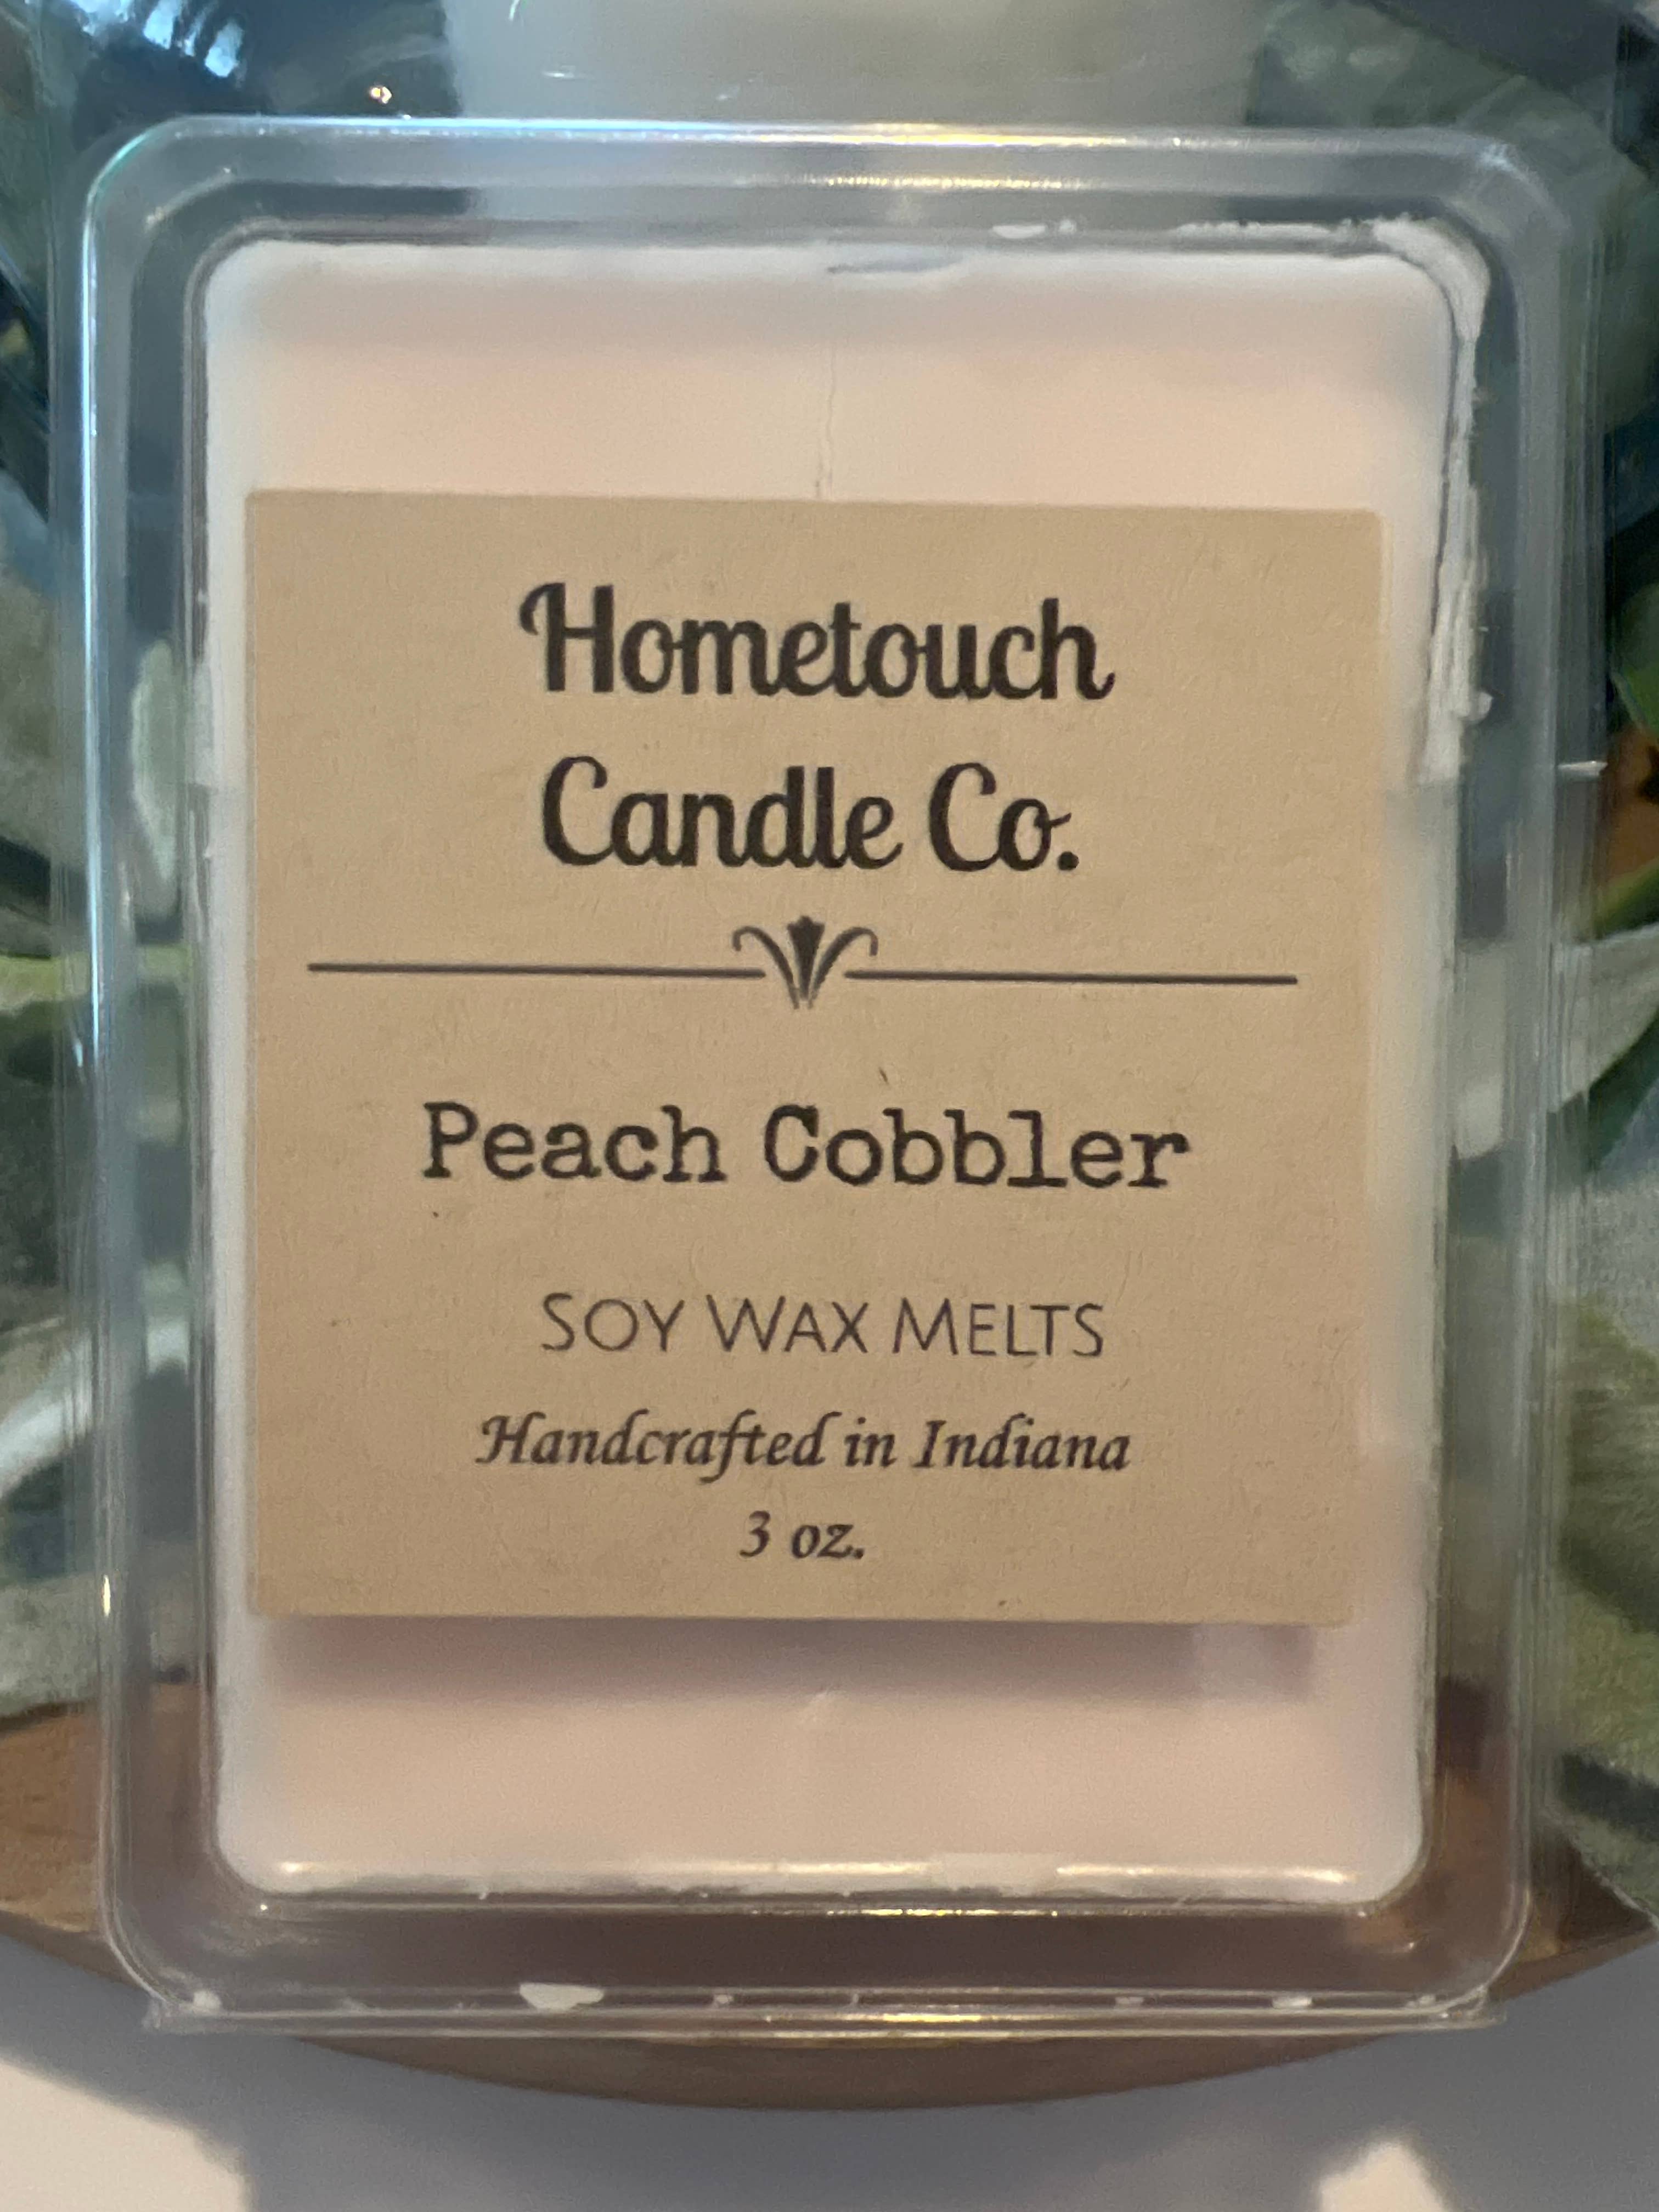 Hometouch
Candle Co.
Peach Cobbler
SOY WAX MELTS
Handcrafted in Indiana
3 oz.